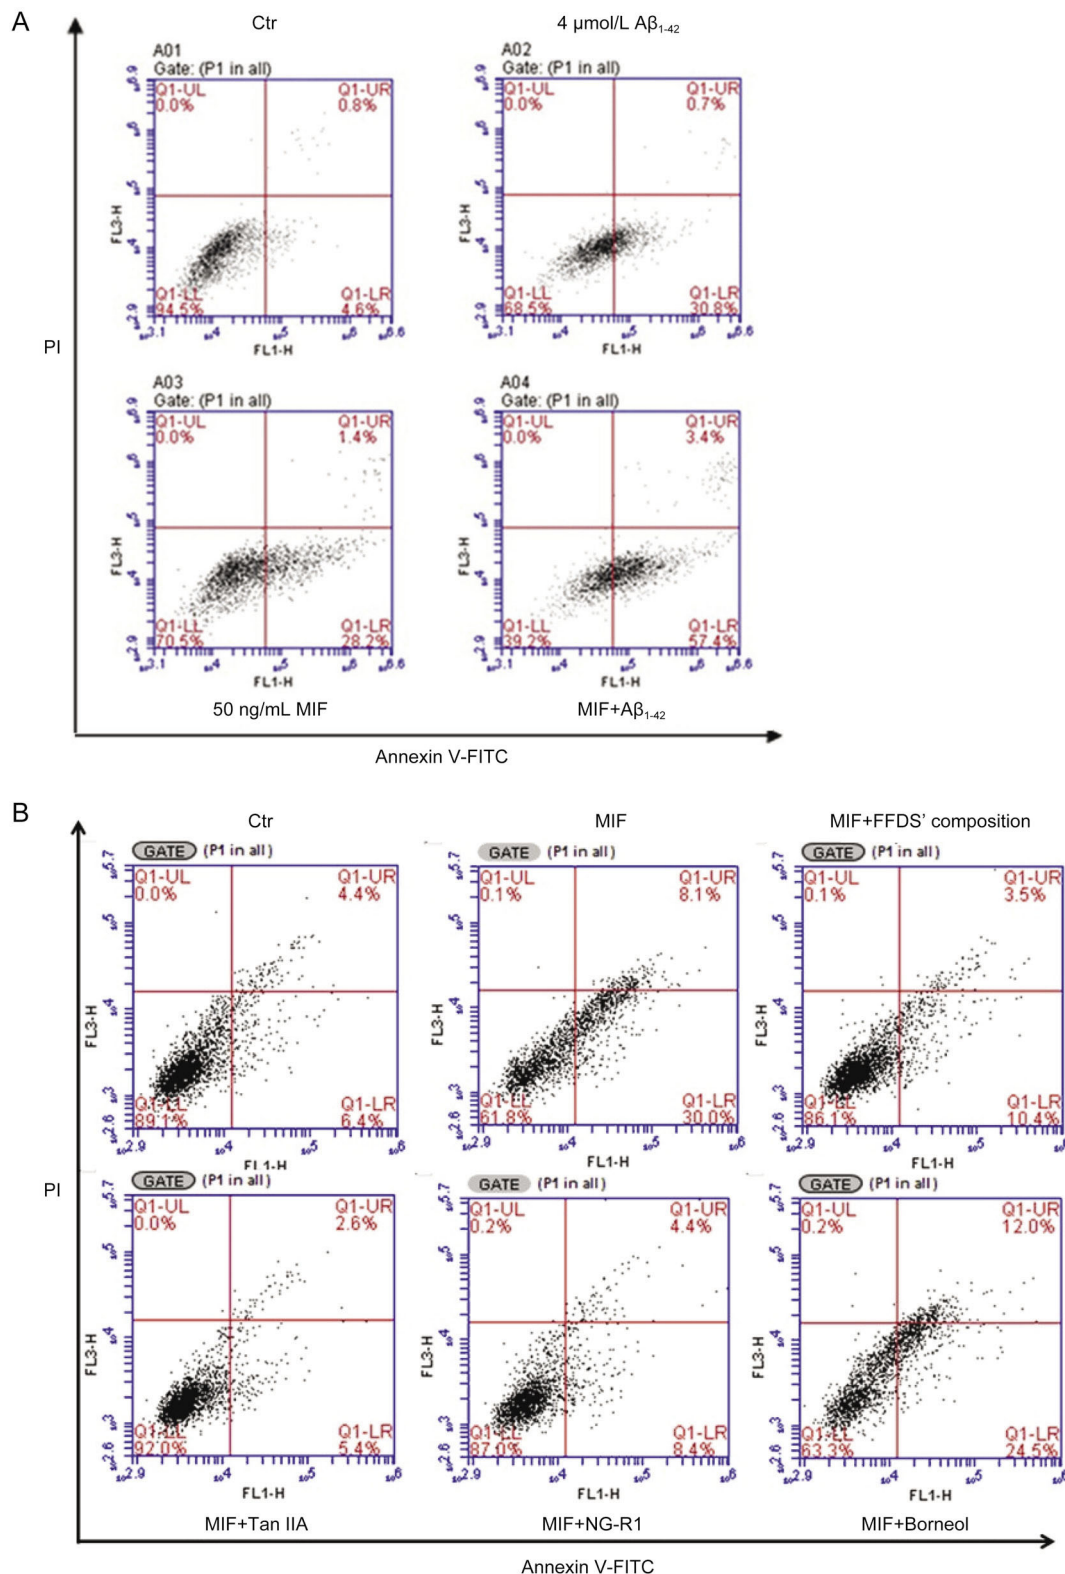 A
Ctr
4 µmol/L Aβ1-42
A01
Gate: (P1 in all)
Q1-UL
0.0%
Q1-UR
0.8%
Q1-LL
94.5%
Q1-LR
4.6%
FL3-H
FL1-H
A02
Gate: (P1 in all)
Q1-UL
0.0%
Q1-UR
0.7%
Q1-LL
68.5%
Q1-LR
30.8%
FL3-H
FL1-H
PI
A03
Gate: (P1 in all)
Q1-UL
0.0%
Q1-UR
1.4%
Q1-LL
70.5%
Q1-LR
28.2%
FL3-H
FL1-H
A04
Gate: (P1 in all)
Q1-UL
0.0%
Q1-UR
3.4%
Q1-LL
39.2%
Q1-LR
57.4%
FL3-H
FL1-H
50 ng/mL MIF
MIF+Aβ1-42
Annexin V-FITC
B
Ctr
MIF
MIF+FFDS' composition
GATE (P1 in all)
Q1-UL
0.0%
Q1-UR
4.4%
Q1-LL
89.1%
Q1-LR
6.4%
FL3-H
FL1-H
GATE (P1 in all)
Q1-UL
0.1%
Q1-UR
8.1%
Q1-LL
61.8%
Q1-LR
30.0%
FL3-H
FL1-H
GATE (P1 in all)
Q1-UL
0.1%
Q1-UR
3.5%
Q1-LL
86.1%
Q1-LR
10.4%
FL3-H
FL1-H
PI
GATE (P1 in all)
Q1-UL
0.0%
Q1-UR
2.6%
Q1-LL
92.0%
Q1-LR
5.4%
FL3-H
FL1-H
GATE (P1 in all)
Q1-UL
0.2%
Q1-UR
4.4%
Q1-LL
87.0%
Q1-LR
8.4%
FL3-H
FL1-H
GATE (P1 in all)
Q1-UL
0.2%
Q1-UR
12.0%
Q1-LL
63.3%
Q1-LR
24.5%
FL3-H
FL1-H
MIF+Tan IIA
MIF+NG-R1
MIF+Borneol
Annexin V-FITC